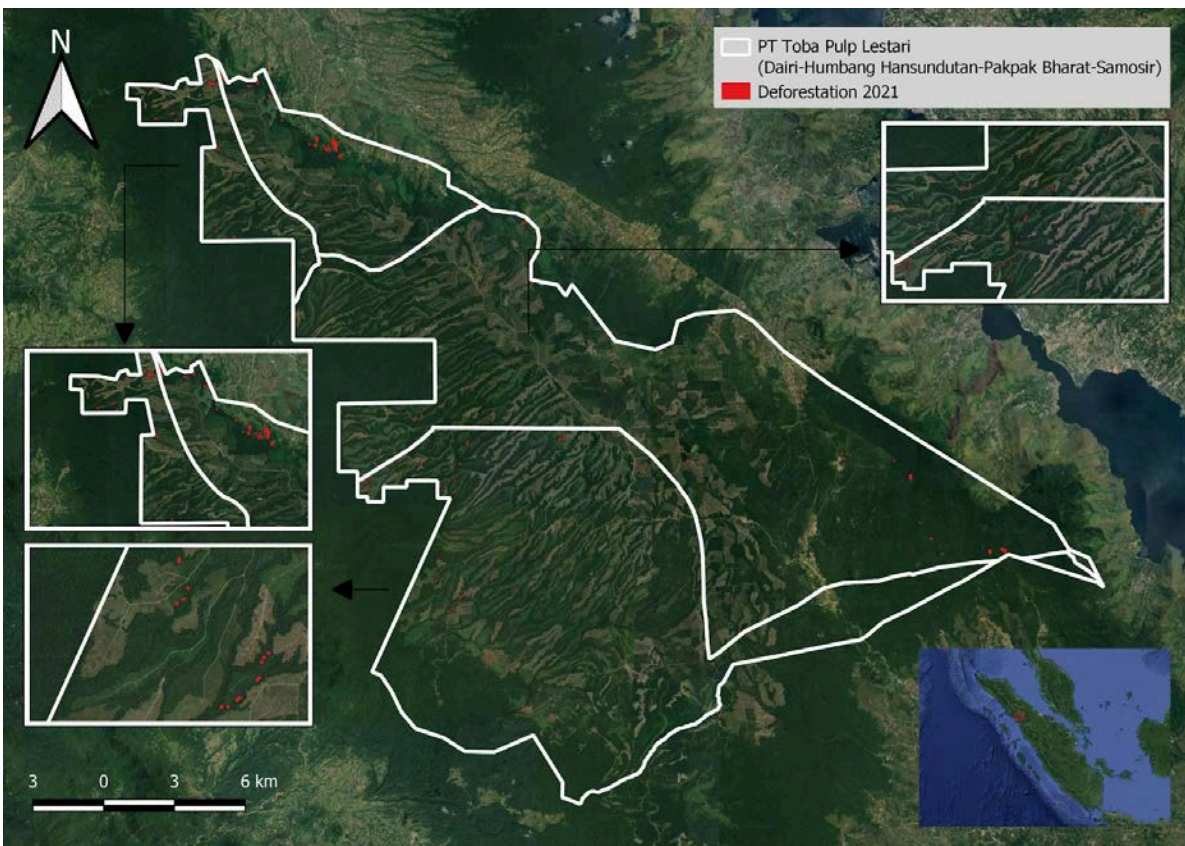 N
PT Toba Pulp Lestari
(Dairi-Humbang Hansundutan-Pakpak Bharat-Samosir)
Deforestation 2021
3 0 3 6 km